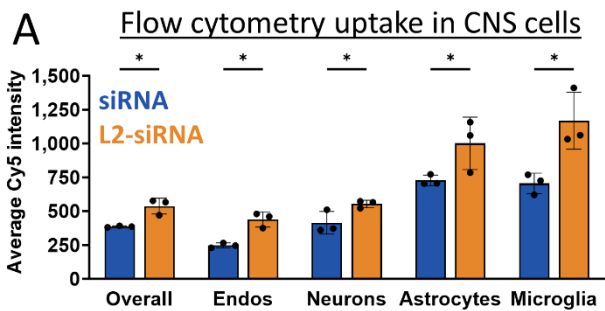 A
Flow cytometry uptake in CNS cells
* * * * *
Average Cy5 intensity
1,500
1,250
1,000
750
500
250
0
siRNA
L2-siRNA
Overall Endos Neurons Astrocytes Microglia